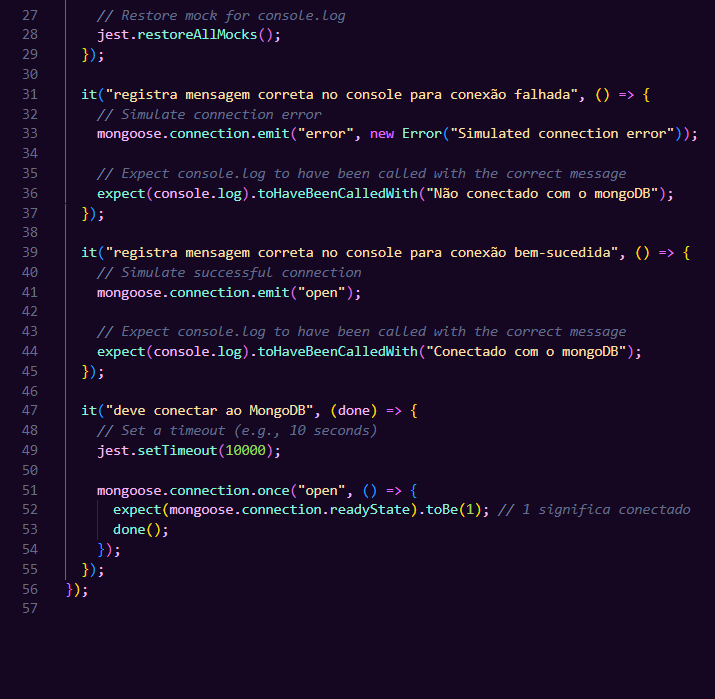 27 // Restore mock for console.log
28 jest.restoreAllMocks();
29 });
30
31 it("registra mensagem correta no console para conexão falhada", () => {
32 // Simulate connection error
33 mongoose.connection.emit("error", new Error("Simulated connection error"));
34
35 // Expect console.log to have been called with the correct message
36 expect(console.log).toHaveBeenCalledWith("Não conectado com o mongoDB");
37 });
38
39 it("registra mensagem correta no console para conexão bem-sucedida", () => {
40 // Simulate successful connection
41 mongoose.connection.emit("open");
42
43 // Expect console.log to have been called with the correct message
44 expect(console.log).toHaveBeenCalledWith("Conectado com o mongoDB");
45 });
46
47 it("deve conectar ao MongoDB", (done) => {
48 // Set a timeout (e.g., 10 seconds)
49 jest.setTimeout(10000);
50
51 mongoose.connection.once("open", () => {
52 expect(mongoose.connection.readyState).toBe(1); // 1 significa conectado
53 done();
54 });
55 });
56 });
57